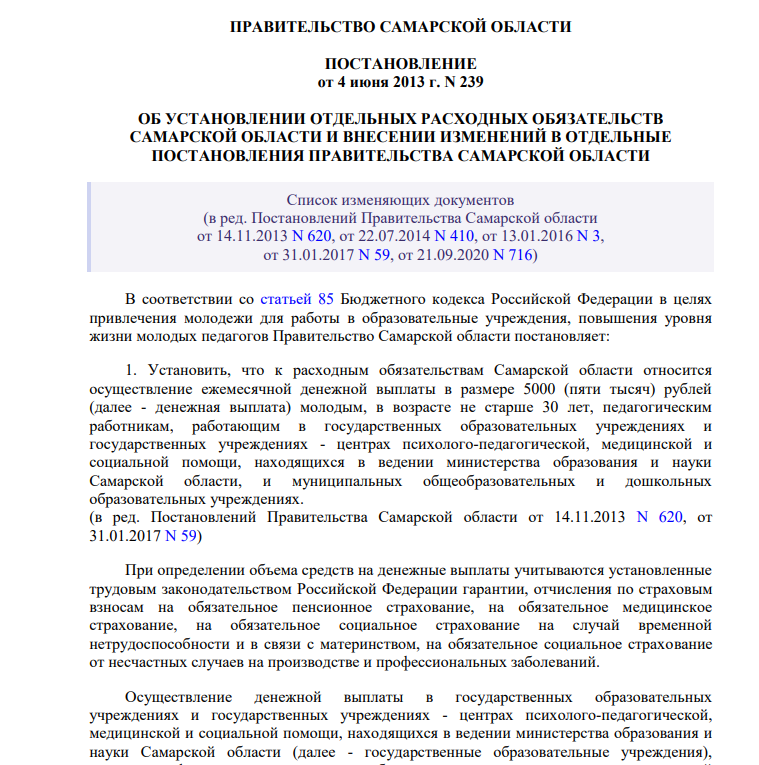 ПРАВИТЕЛЬСТВО САМАРСКОЙ ОБЛАСТИ
ПОСТАНОВЛЕНИЕ
от 4 июня 2013 г. N 239
ОБ УСТАНОВЛЕНИИ ОТДЕЛЬНЫХ РАСХОДНЫХ ОБЯЗАТЕЛЬСТВ
САМАРСКОЙ ОБЛАСТИ И ВНЕСЕНИИ ИЗМЕНЕНИЙ В ОТДЕЛЬНЫЕ
ПОСТАНОВЛЕНИЯ ПРАВИТЕЛЬСТВА САМАРСКОЙ ОБЛАСТИ
Список изменяющих документов
(в ред. Постановлений Правительства Самарской области
от 14.11.2013 N 620, от 22.07.2014 N 410, от 13.01.2016 N 3,
от 31.01.2017 N 59, от 21.09.2020 N 716)
В соответствии со статьей 85 Бюджетного кодекса Российской Федерации в целях
привлечения молодежи для работы в образовательные учреждения, повышения уровня
жизни молодых педагогов Правительство Самарской области постановляет:
1. Установить, что к расходным обязательствам Самарской области относится
осуществление ежемесячной денежной выплаты в размере 5000 (пяти тысяч) рублей
(далее - денежная выплата) молодым, в возрасте не старше 30 лет, педагогическим
работникам, работающим в государственных образовательных учреждениях и
государственных учреждениях - центрах психолого-педагогической, медицинской и
социальной помощи, находящихся в ведении министерства образования и науки
Самарской области, и муниципальных общеобразовательных и дошкольных
образовательных учреждениях.
(в ред. Постановлений Правительства Самарской области от 14.11.2013 N 620, от
31.01.2017 N 59)
При определении объема средств на денежные выплаты учитываются установленные
трудовым законодательством Российской Федерации гарантии, отчисления по страховым
взносам на обязательное пенсионное страхование, на обязательное медицинское
страхование, на обязательное социальное страхование на случай временной
нетрудоспособности и в связи с материнством, на обязательное социальное страхование
от несчастных случаев на производстве и профессиональных заболеваний.
Осуществление денежной выплаты в государственных образовательных
учреждениях и государственных учреждениях - центрах психолого-педагогической,
медицинской и социальной помощи, находящихся в ведении министерства образования и
науки Самарской области (далее - государственные образовательные учреждения),